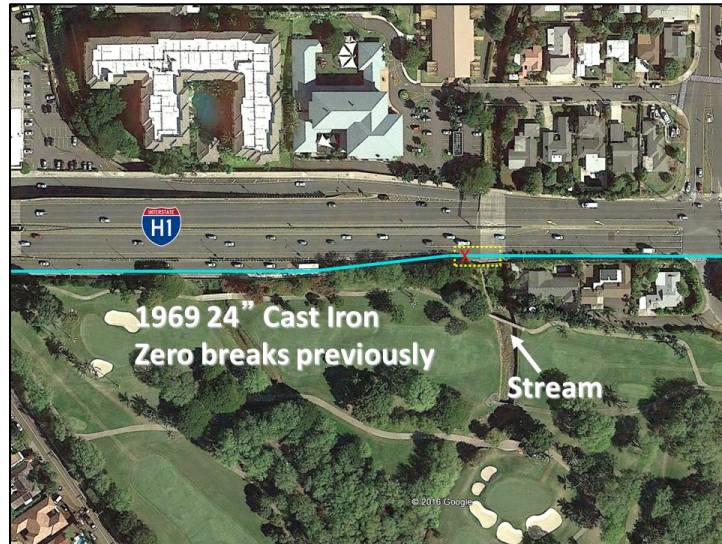 INTERSTATE
H1
X
1969 24” Cast Iron
Zero breaks previously
Stream
© 2016 Google